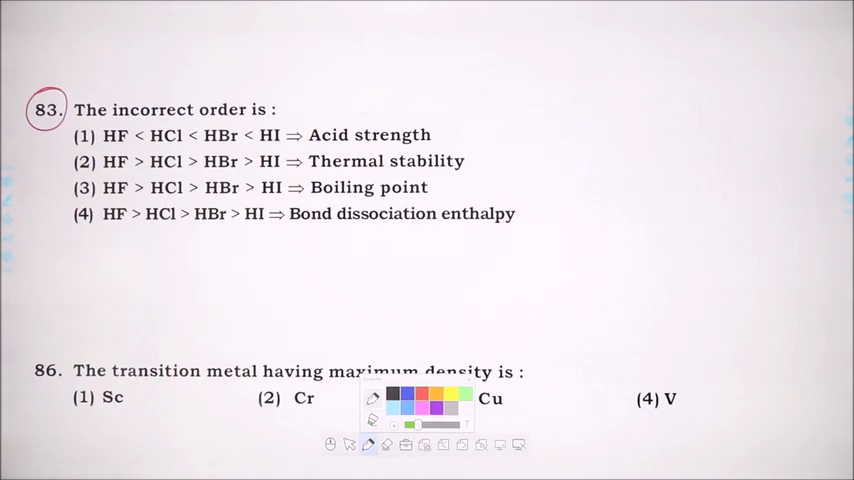 83. The incorrect order is :
(1) HF < HCl < HBr < HI ⇒ Acid strength
(2) HF > HCl > HBr > HI ⇒ Thermal stability
(3) HF > HCl > HBr > HI ⇒ Boiling point
(4) HF > HCl > HBr > HI ⇒ Bond dissociation enthalpy
86. The transition metal having maximum density is :
(1) Sc (2) Cr Cu (4) V
7